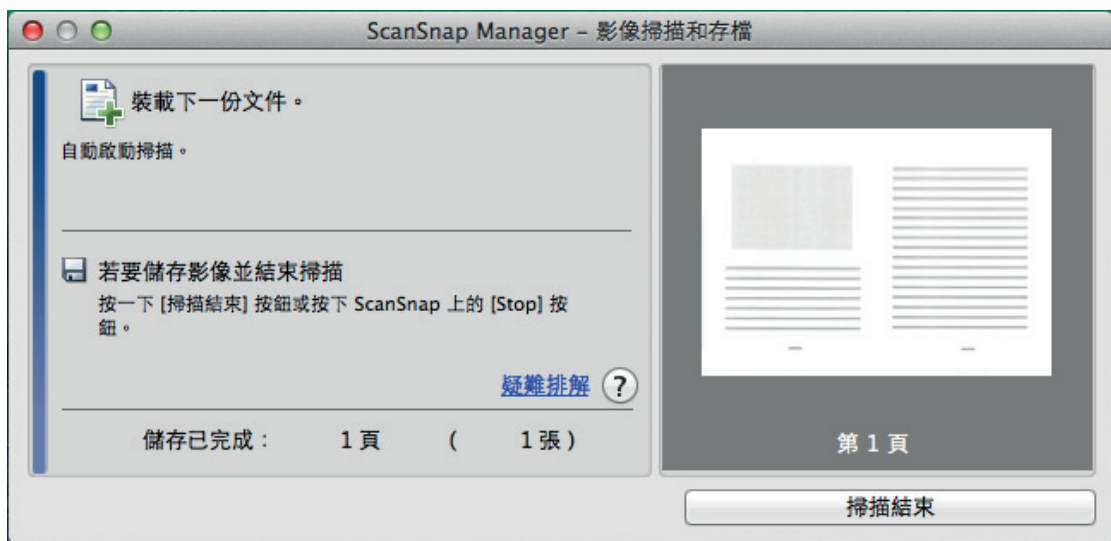 ScanSnap Manager – 影像掃描和存檔
裝載下一份文件。
自動啟動掃描。
若要儲存影像並結束掃描
按一下 [掃描結束] 按鈕或按下 ScanSnap 上的 [Stop] 按
鈕。
疑難排解 ?
儲存已完成： 1 頁 ( 1 張 )
第 1 頁
掃描結束